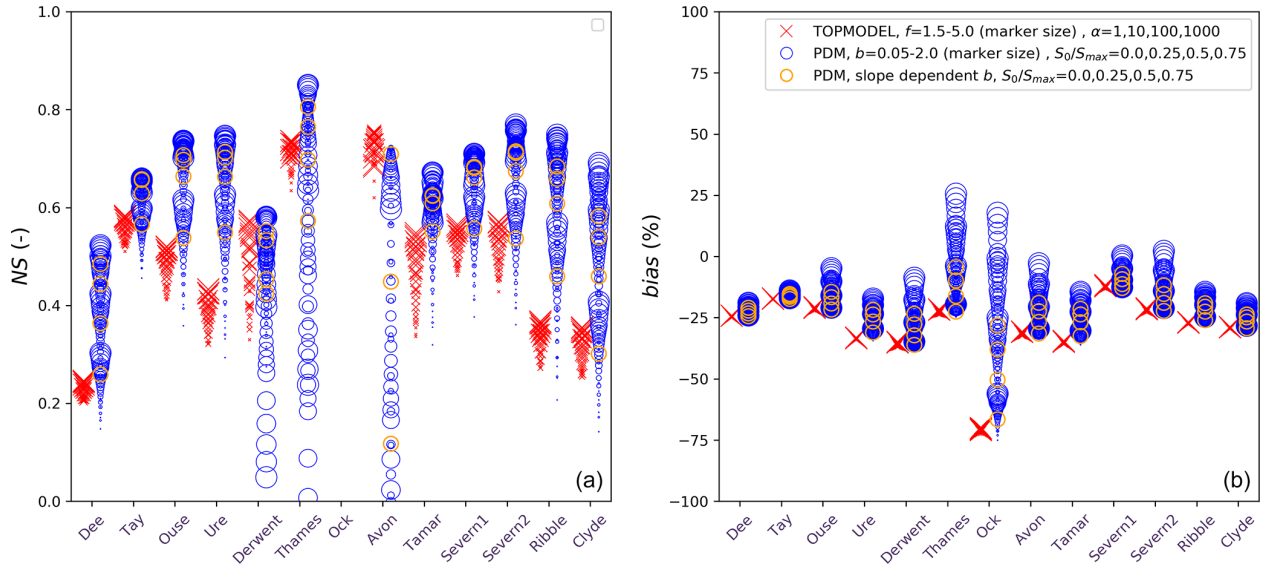 1.0
0.8
0.6
0.4
0.2
0.0
NS (-)
(a)
Dee
Tay
Ouse
Ure
Derwent
Thames
Ock
Avon
Tamar
Severn1
Severn2
Ribble
Clyde
100
75
50
25
0
−25
−50
−75
−100
bias (%)
TOPMODEL, f=1.5-5.0 (marker size) , α=1,10,100,1000
PDM, b=0.05-2.0 (marker size) , S₀/Sₘₐₓ=0.0,0.25,0.5,0.75
PDM, slope dependent b, S₀/Sₘₐₓ=0.0,0.25,0.5,0.75
(b)
Dee
Tay
Ouse
Ure
Derwent
Thames
Ock
Avon
Tamar
Severn1
Severn2
Ribble
Clyde